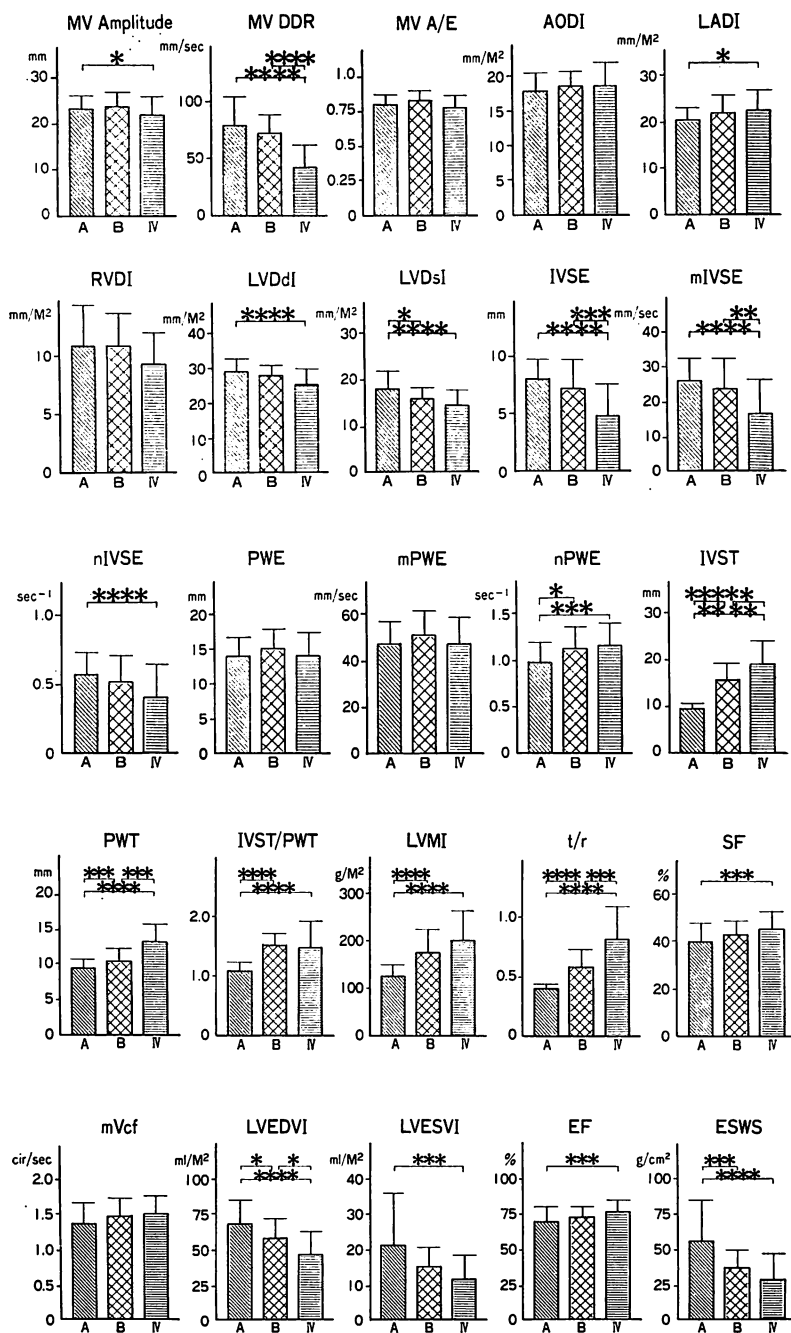 MV Amplitude MV DDR MV A/E AODI LADI
mm mm/sec mm/M² mm/M²
* **** **** *
30 20 10 0
100 50 0
1.0 0.75 0.5 0.25 0
20 15 10 5 0
30 20 10 0
A B IV A B IV A B IV A B IV A B IV
RVDI LVDdI LVDsI IVSE mIVSE
mm/M² mm/M² mm/M² mm mm/sec
**** * **** *** **** ** ****
10 5 0
40 30 20 10 0
30 20 10 0
10 5 0
40 30 20 10 0
A B IV A B IV A B IV A B IV A B IV
nIVSE PWE mPWE nPWE IVST
sec⁻¹ mm mm/sec sec⁻¹ mm
**** * *** ***** ** **
1.0 0.5 0
20 15 10 15 0
60 40 20 0
1.5 1.0 0.5 0
30 20 10 0
A B IV A B IV A B IV A B IV A B IV
PWT IVST/PWT LVMI t/r SF
mm g/M² %
*** *** **** **** **** **** **** **** *** **** ***
20 15 10 5 0
2.0 1.0 0
300 200 100 0
1.0 0.5 0
60 40 60 0
A B IV A B IV A B IV A B IV A B IV
mVcf LVEDVI LVESVI EF ESWS
cir/sec ml/M² ml/M² % g/cm²
* * **** *** *** *** ****
2.0 1.5 1.0 0.5 0
100 75 50 25 0
40 30 20 10 0
100 75 50 75 0
100 75 50 25 0
A B IV A B IV A B IV A B IV A B IV